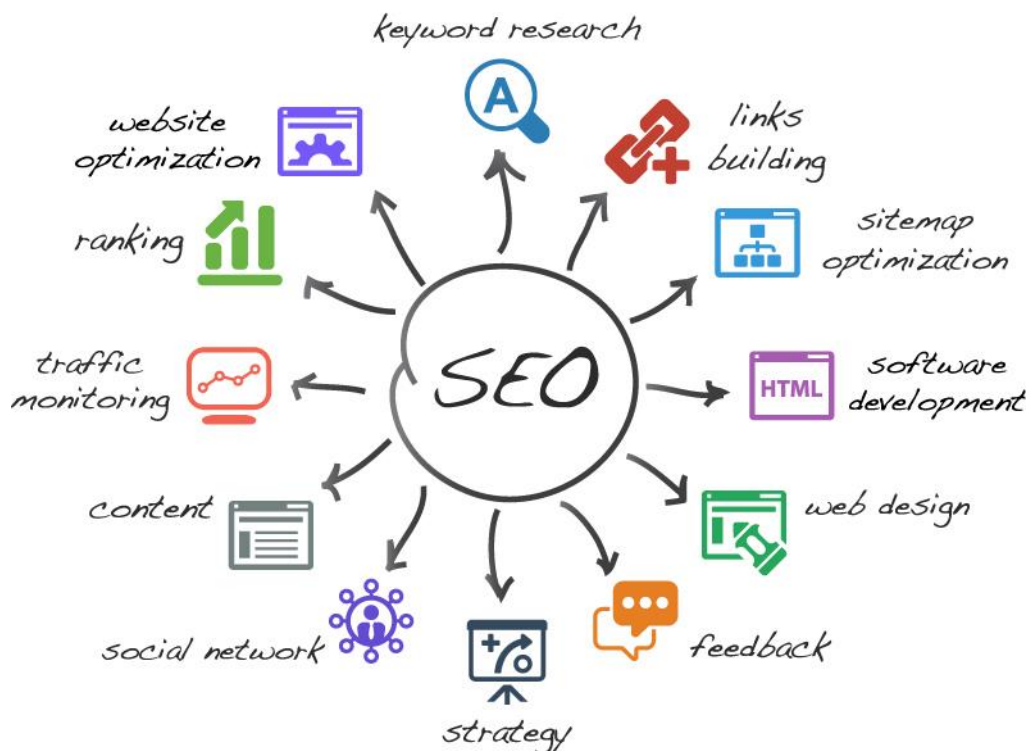 keyword research
A
links
building
sitemap
optimization
HTML
software
development
web design
feedback
strategy
social network
content
traffic
monitoring
ranking
website
optimization
SEO